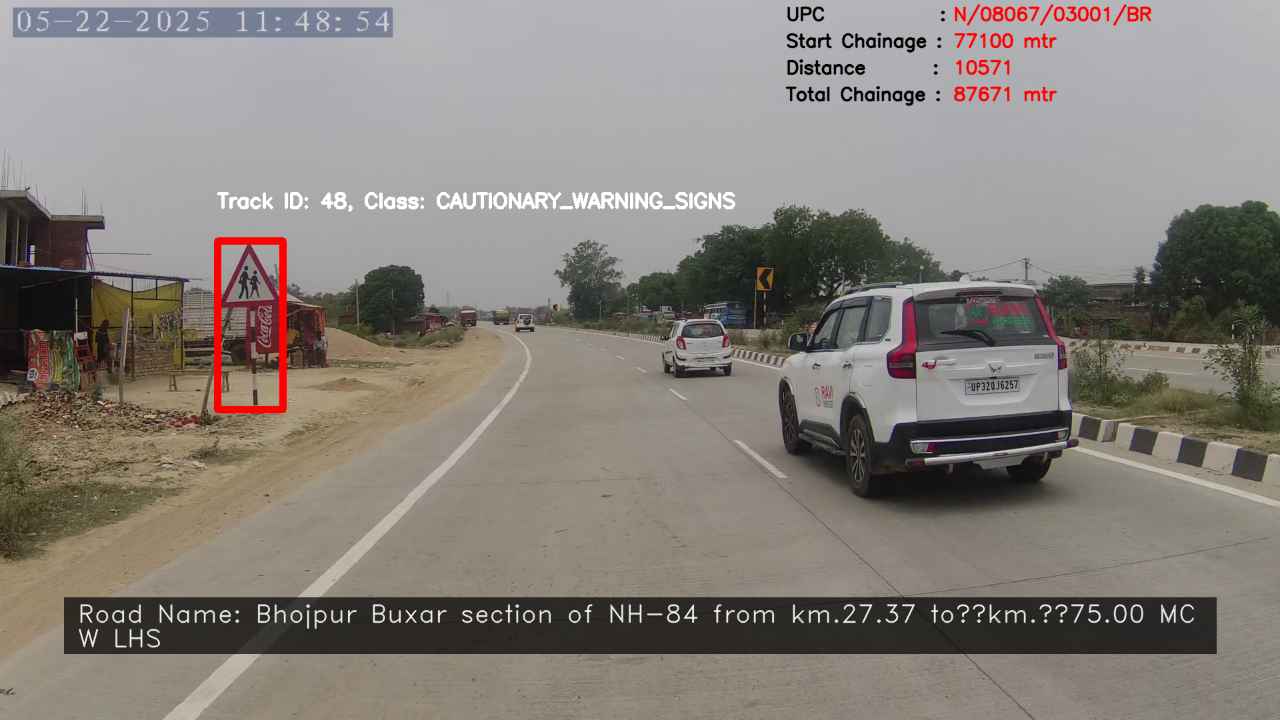 05-22-2025 11:48:54
UPC : N/08067/03001/BR
Start Chainage : 77100 mtr
Distance : 10571
Total Chainage : 87671 mtr
Track ID: 48, Class: CAUTIONARY_WARNING_SIGNS
Coca-Cola
RAVI
UP32QJ6257
Road Name: Bhojpur Buxar section of NH-84 from km.27.37 to??km.??75.00 MC
W LHS